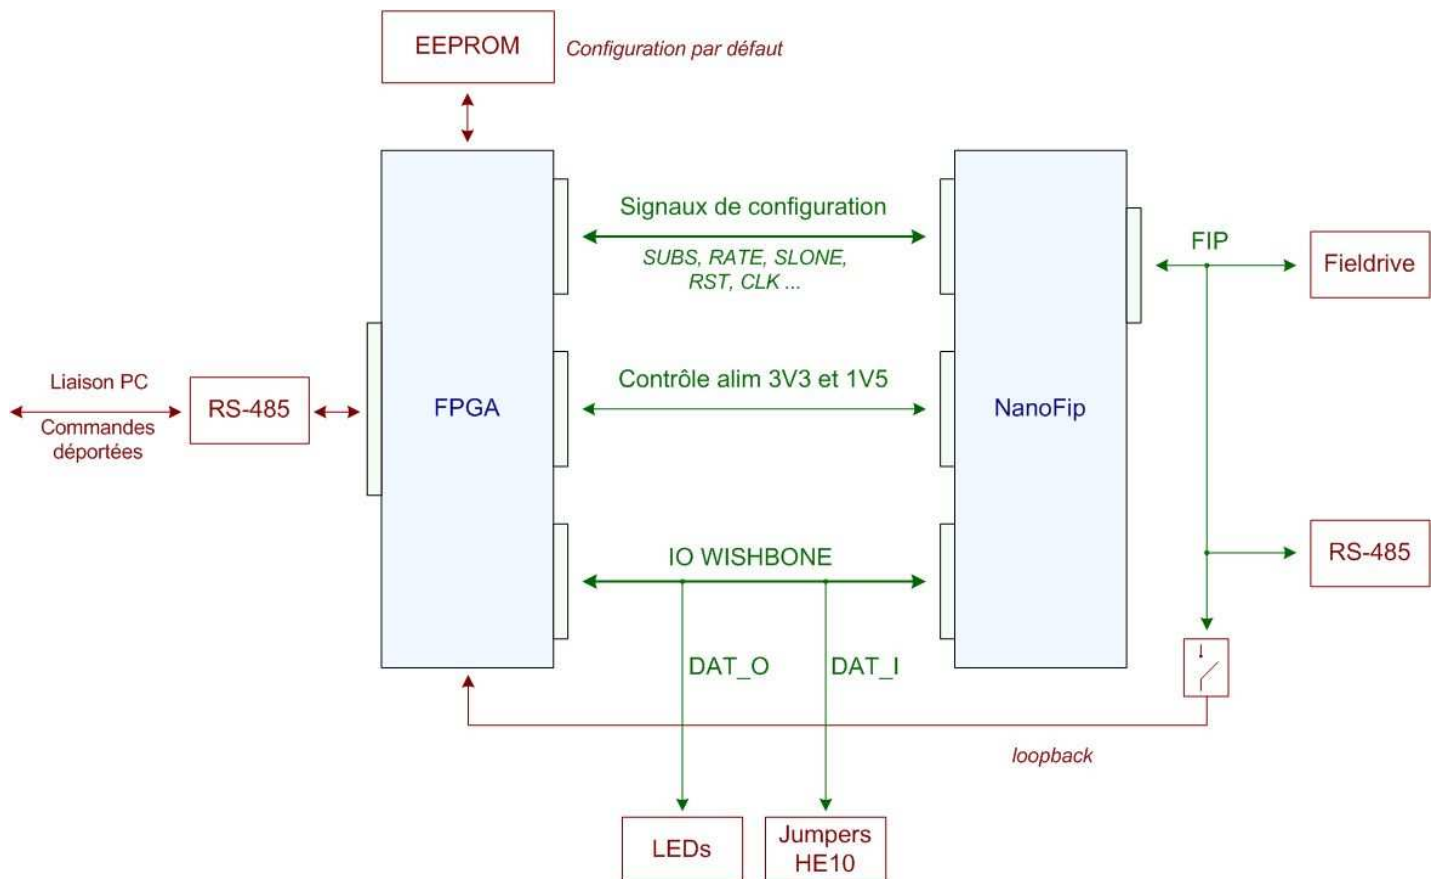 EEPROM
Configuration par défaut
Signaux de configuration
SUBS, RATE, SLONE,
RST, CLK ...
FIP
Fieldrive
Liaison PC
RS-485
Commandes
déportées
FPGA
Contrôle alim 3V3 et 1V5
NanoFip
IO WISHBONE
RS-485
DAT_O
DAT_I
loopback
LEDs
Jumpers
HE10